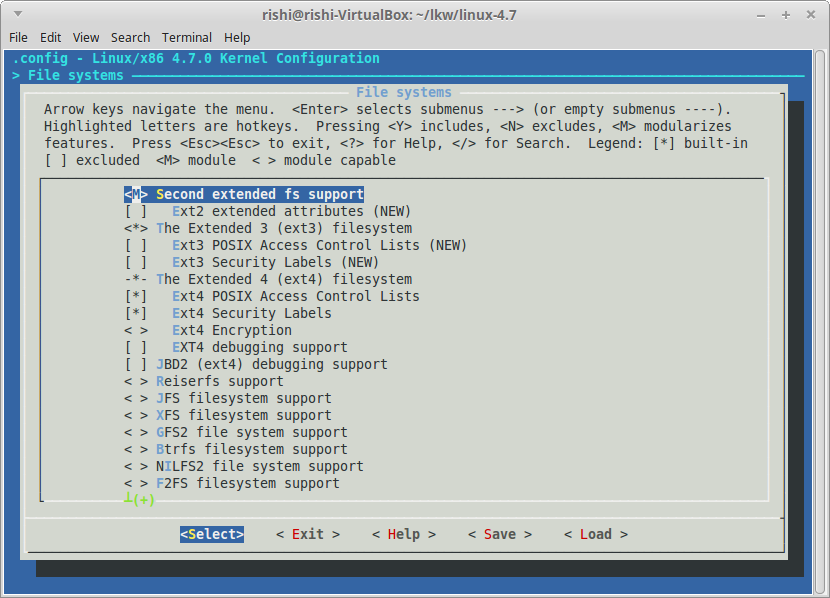 rishi@rishi-VirtualBox: ~/lkw/linux-4.7
File Edit View Search Terminal Help
.config - Linux/x86 4.7.0 Kernel Configuration
> File systems
File systems
Arrow keys navigate the menu. <Enter> selects submenus ---> (or empty submenus ----).
Highlighted letters are hotkeys. Pressing <Y> includes, <N> excludes, <M> modularizes
features. Press <Esc><Esc> to exit, <?> for Help, </> for Search. Legend: [*] built-in
[ ] excluded <M> module < > module capable
<M> Second extended fs support
[ ] Ext2 extended attributes (NEW)
<*> The Extended 3 (ext3) filesystem
[ ] Ext3 POSIX Access Control Lists (NEW)
[ ] Ext3 Security Labels (NEW)
-*- The Extended 4 (ext4) filesystem
[*] Ext4 POSIX Access Control Lists
[*] Ext4 Security Labels
< > Ext4 Encryption
[ ] EXT4 debugging support
[ ] JBD2 (ext4) debugging support
< > Reiserfs support
< > JFS filesystem support
< > XFS filesystem support
< > GFS2 file system support
< > Btrfs filesystem support
< > NILFS2 file system support
< > F2FS filesystem support
┴(+)
<Select> < Exit > < Help > < Save > < Load >